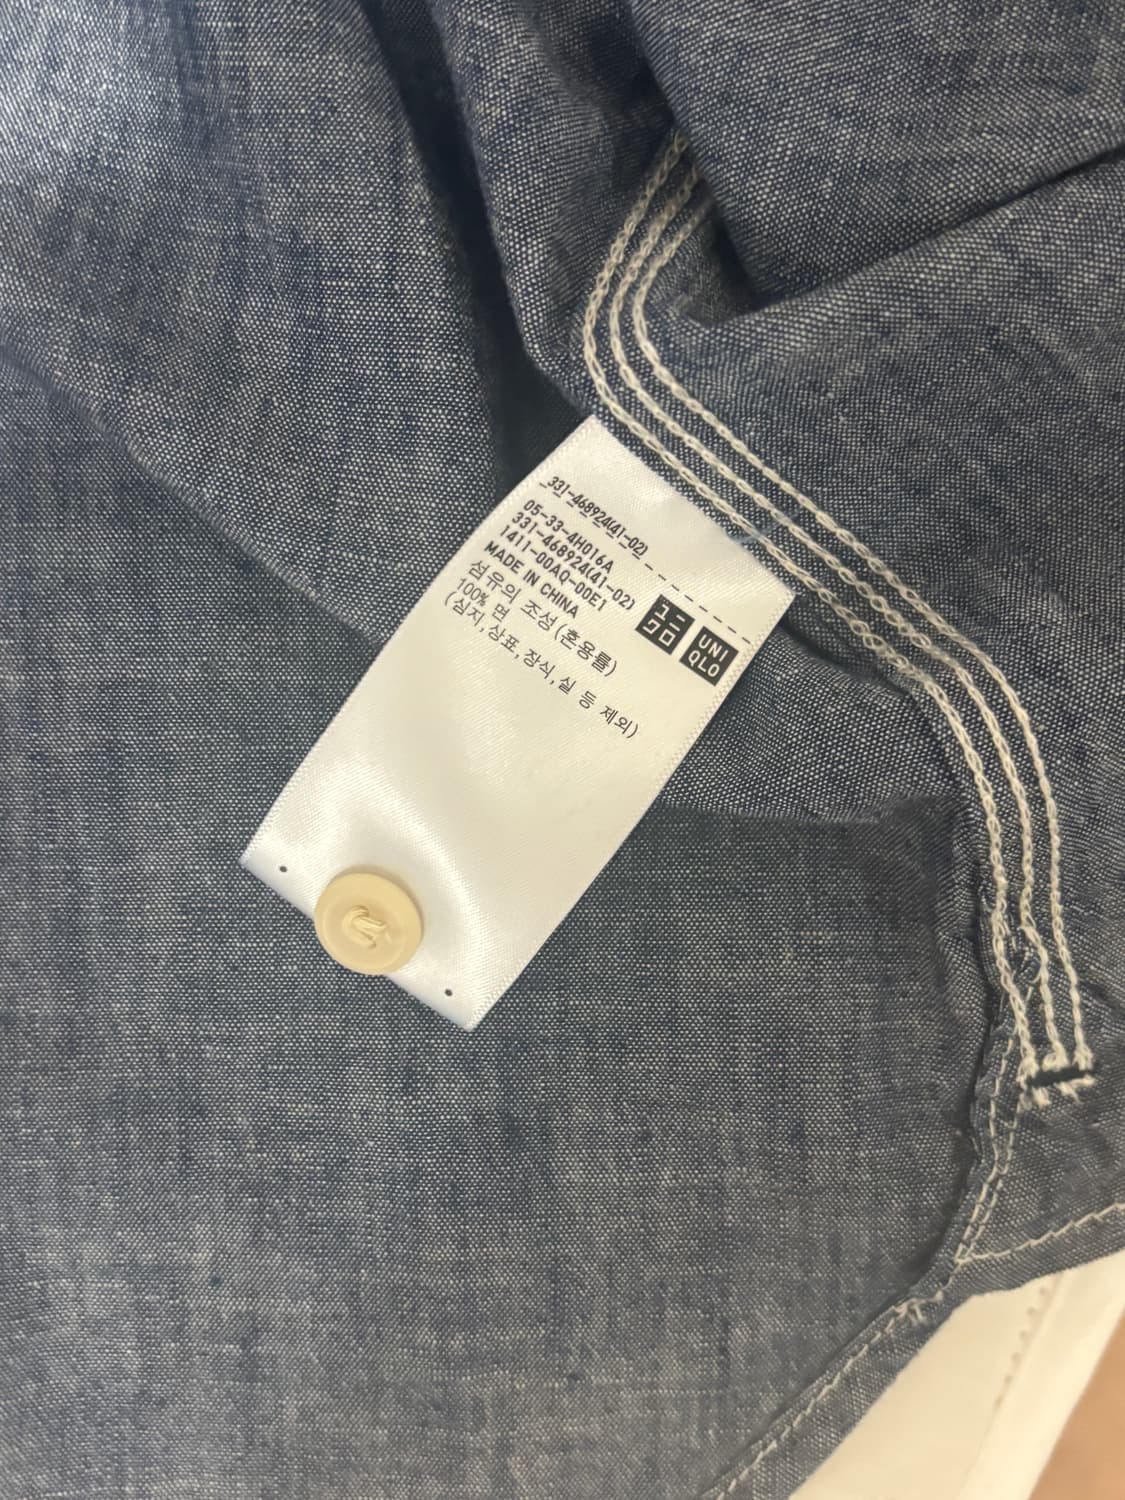 331-468924(41-02)
05-33-4H016A
331-468924(41-02)
1411-00AQ-00E1
MADE IN CHINA
섬유의 조성(혼용률)
100% 면
(심지,상표,장식,실 등 제외)
ユニ
クロ
UNI
QLO